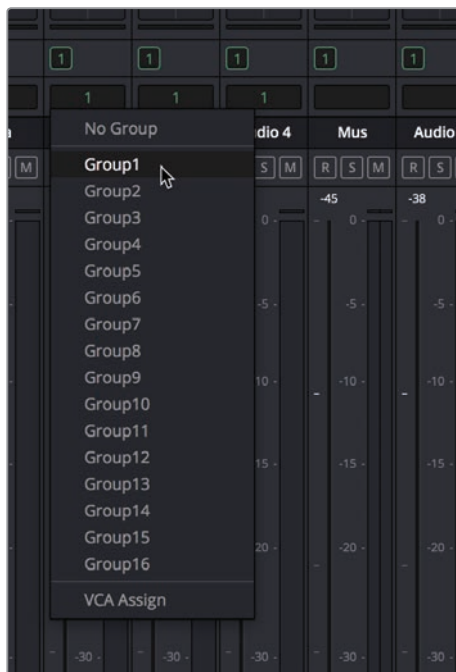 1 1 1 1 1
1 1 1
dio 4 Mus Audio
M S M R S M R S
-45 -38
No Group
Group1
Group2
Group3
Group4
Group5
Group6
Group7
Group8
Group9
Group10
Group11
Group12
Group13
Group14
Group15
Group16
VCA Assign
0 - 0 - 0 -
-5 - -5 - -5 -
10 - -10 - -10 -
-15 - -15 - -15 -
20 - -20 - -20 -
-30 - -30 - -30 - -30 - -30 -